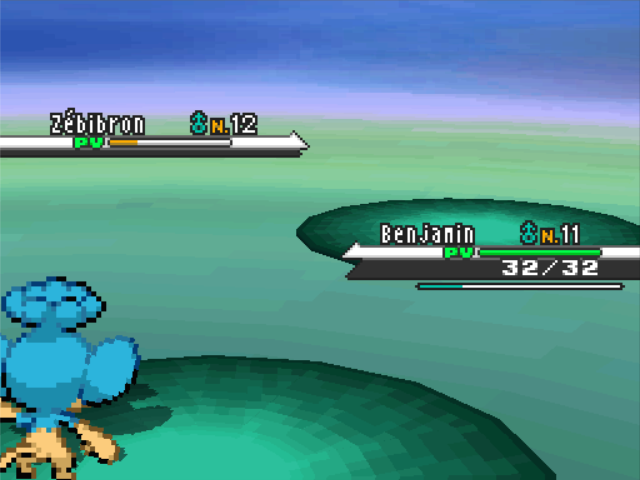 Zébibron ♂ N.12
PV
Benjamin ♂ N.11
PV
32/32